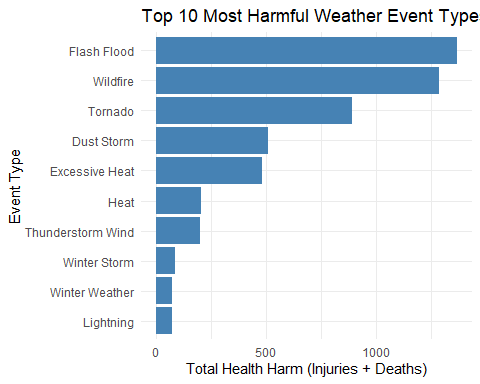 Top 10 Most Harmful Weather Event Type
Flash Flood
Wildfire
Tornado
Dust Storm
Excessive Heat
Heat
Thunderstorm Wind
Winter Storm
Winter Weather
Lightning
Event Type
0 500 1000
Total Health Harm (Injuries + Deaths)